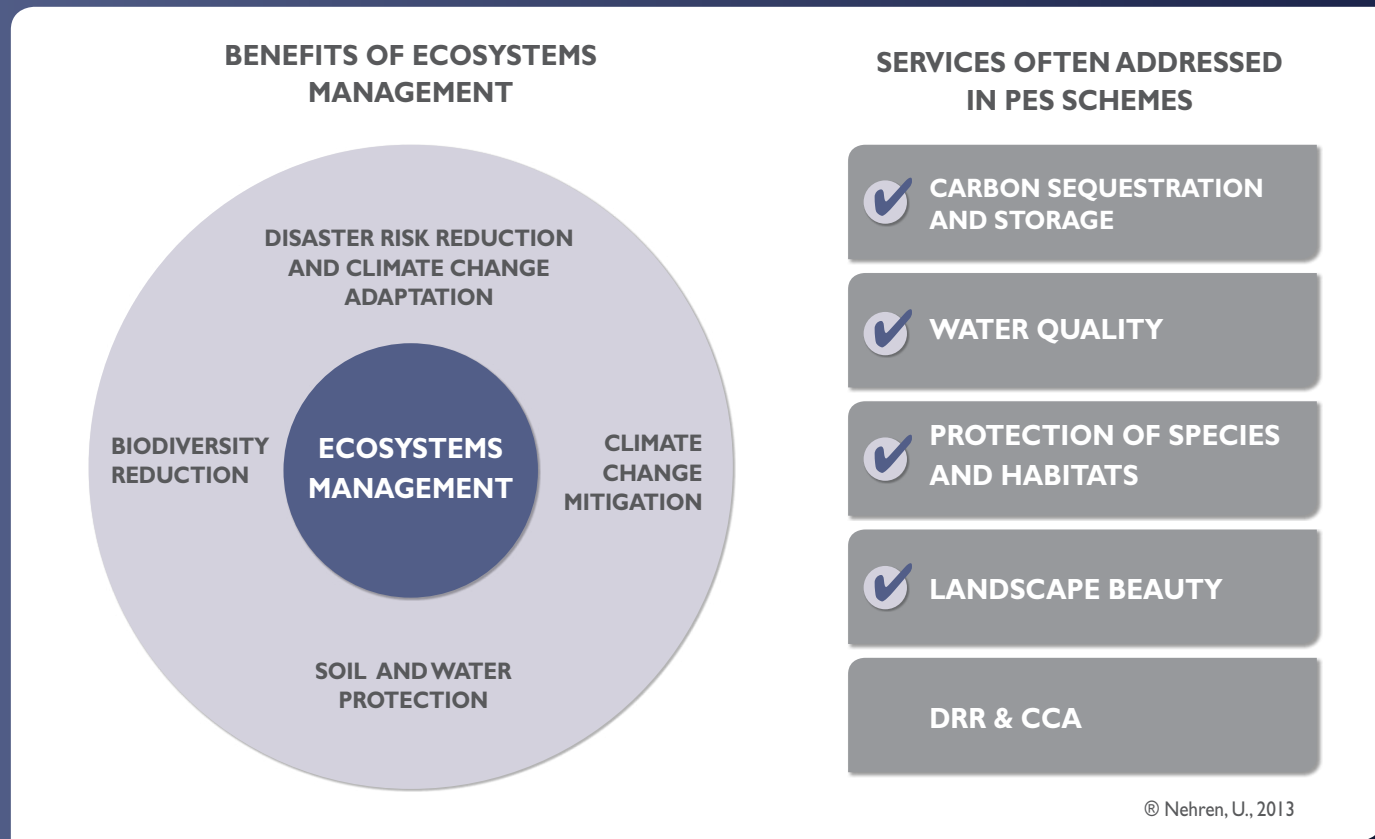 BENEFITS OF ECOSYSTEMS
MANAGEMENT
DISASTER RISK REDUCTION
AND CLIMATE CHANGE
ADAPTATION
BIODIVERSITY
REDUCTION
ECOSYSTEMS
MANAGEMENT
CLIMATE
CHANGE
MITIGATION
SOIL AND WATER
PROTECTION
SERVICES OFTEN ADDRESSED
IN PES SCHEMES
CARBON SEQUESTRATION
AND STORAGE
WATER QUALITY
PROTECTION OF SPECIES
AND HABITATS
LANDSCAPE BEAUTY
DRR & CCA
® Nehren, U., 2013